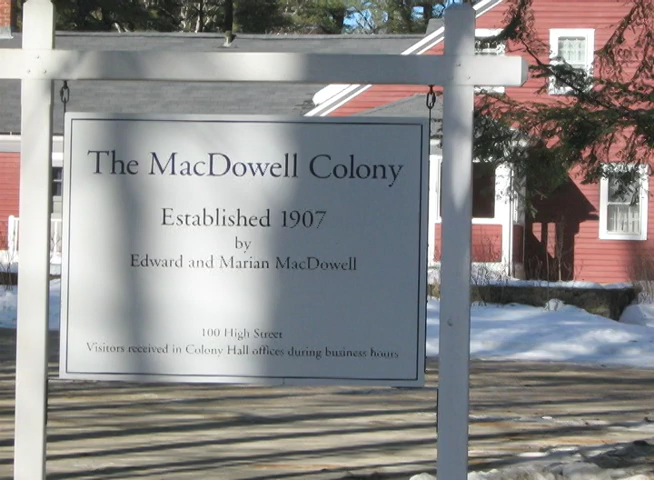 The MacDowell Colony
Established 1907
by
Edward and Marian MacDowell
100 High Street
Visitors received in Colony Hall offices during business hours